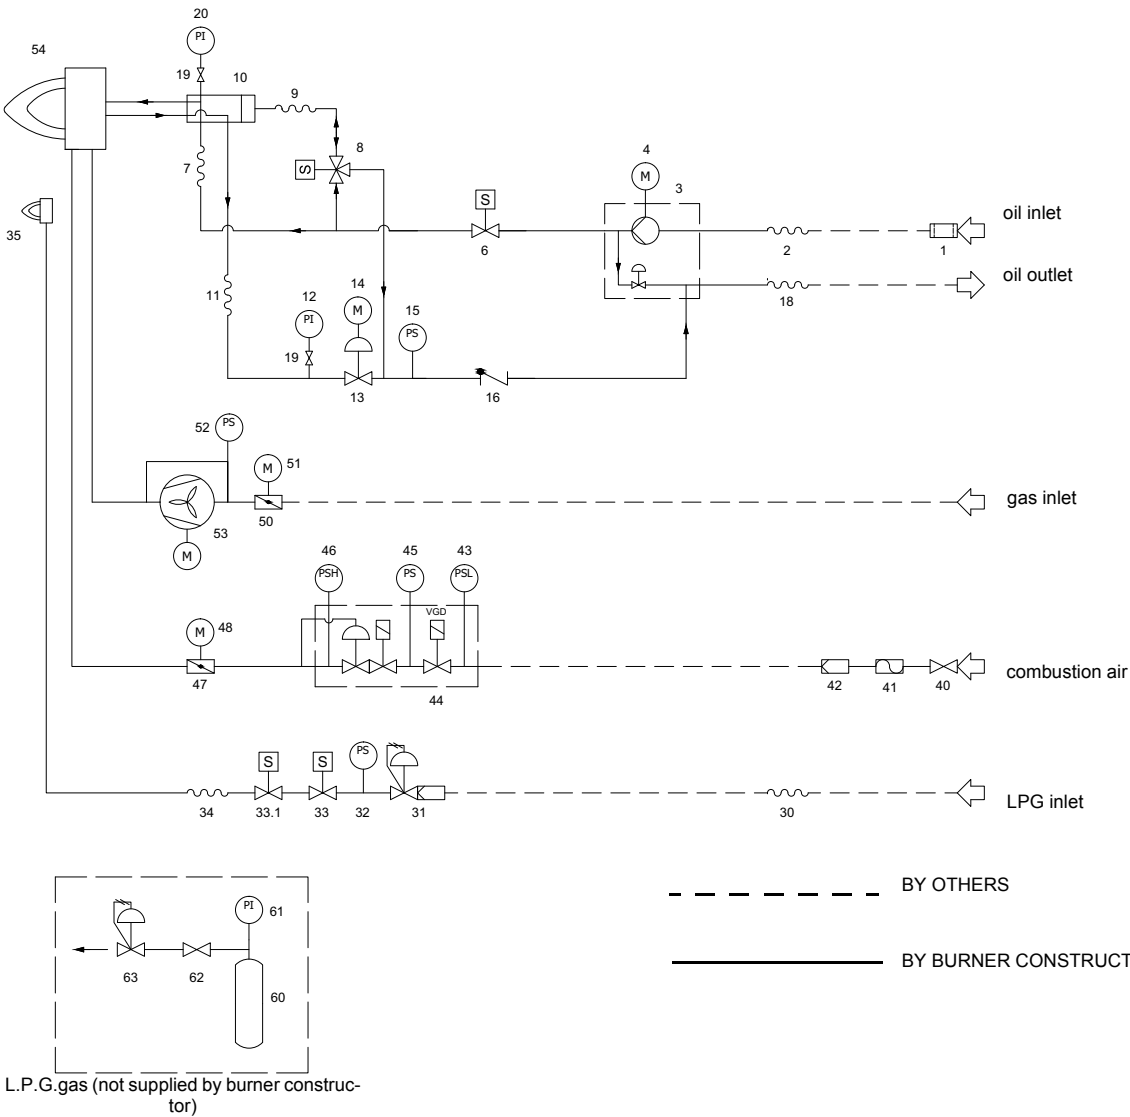 20
PI
54
19
10
9
7
8
S
4
M
3
S
6
2
1
oil inlet
oil outlet
18
35
11
12
PI
19
14
M
13
15
PS
16
52
PS
M
51
50
53
M
gas inlet
46
PSH
45
PS
43
PSL
VGD
M
48
47
44
42
41
40
combustion air
S
33.1
S
33
PS
32
31
34
30
LPG inlet
PI
61
63
62
60
L.P.G.gas (not supplied by burner construc-
tor)
BY OTHERS
BY BURNER CONSTRUCT